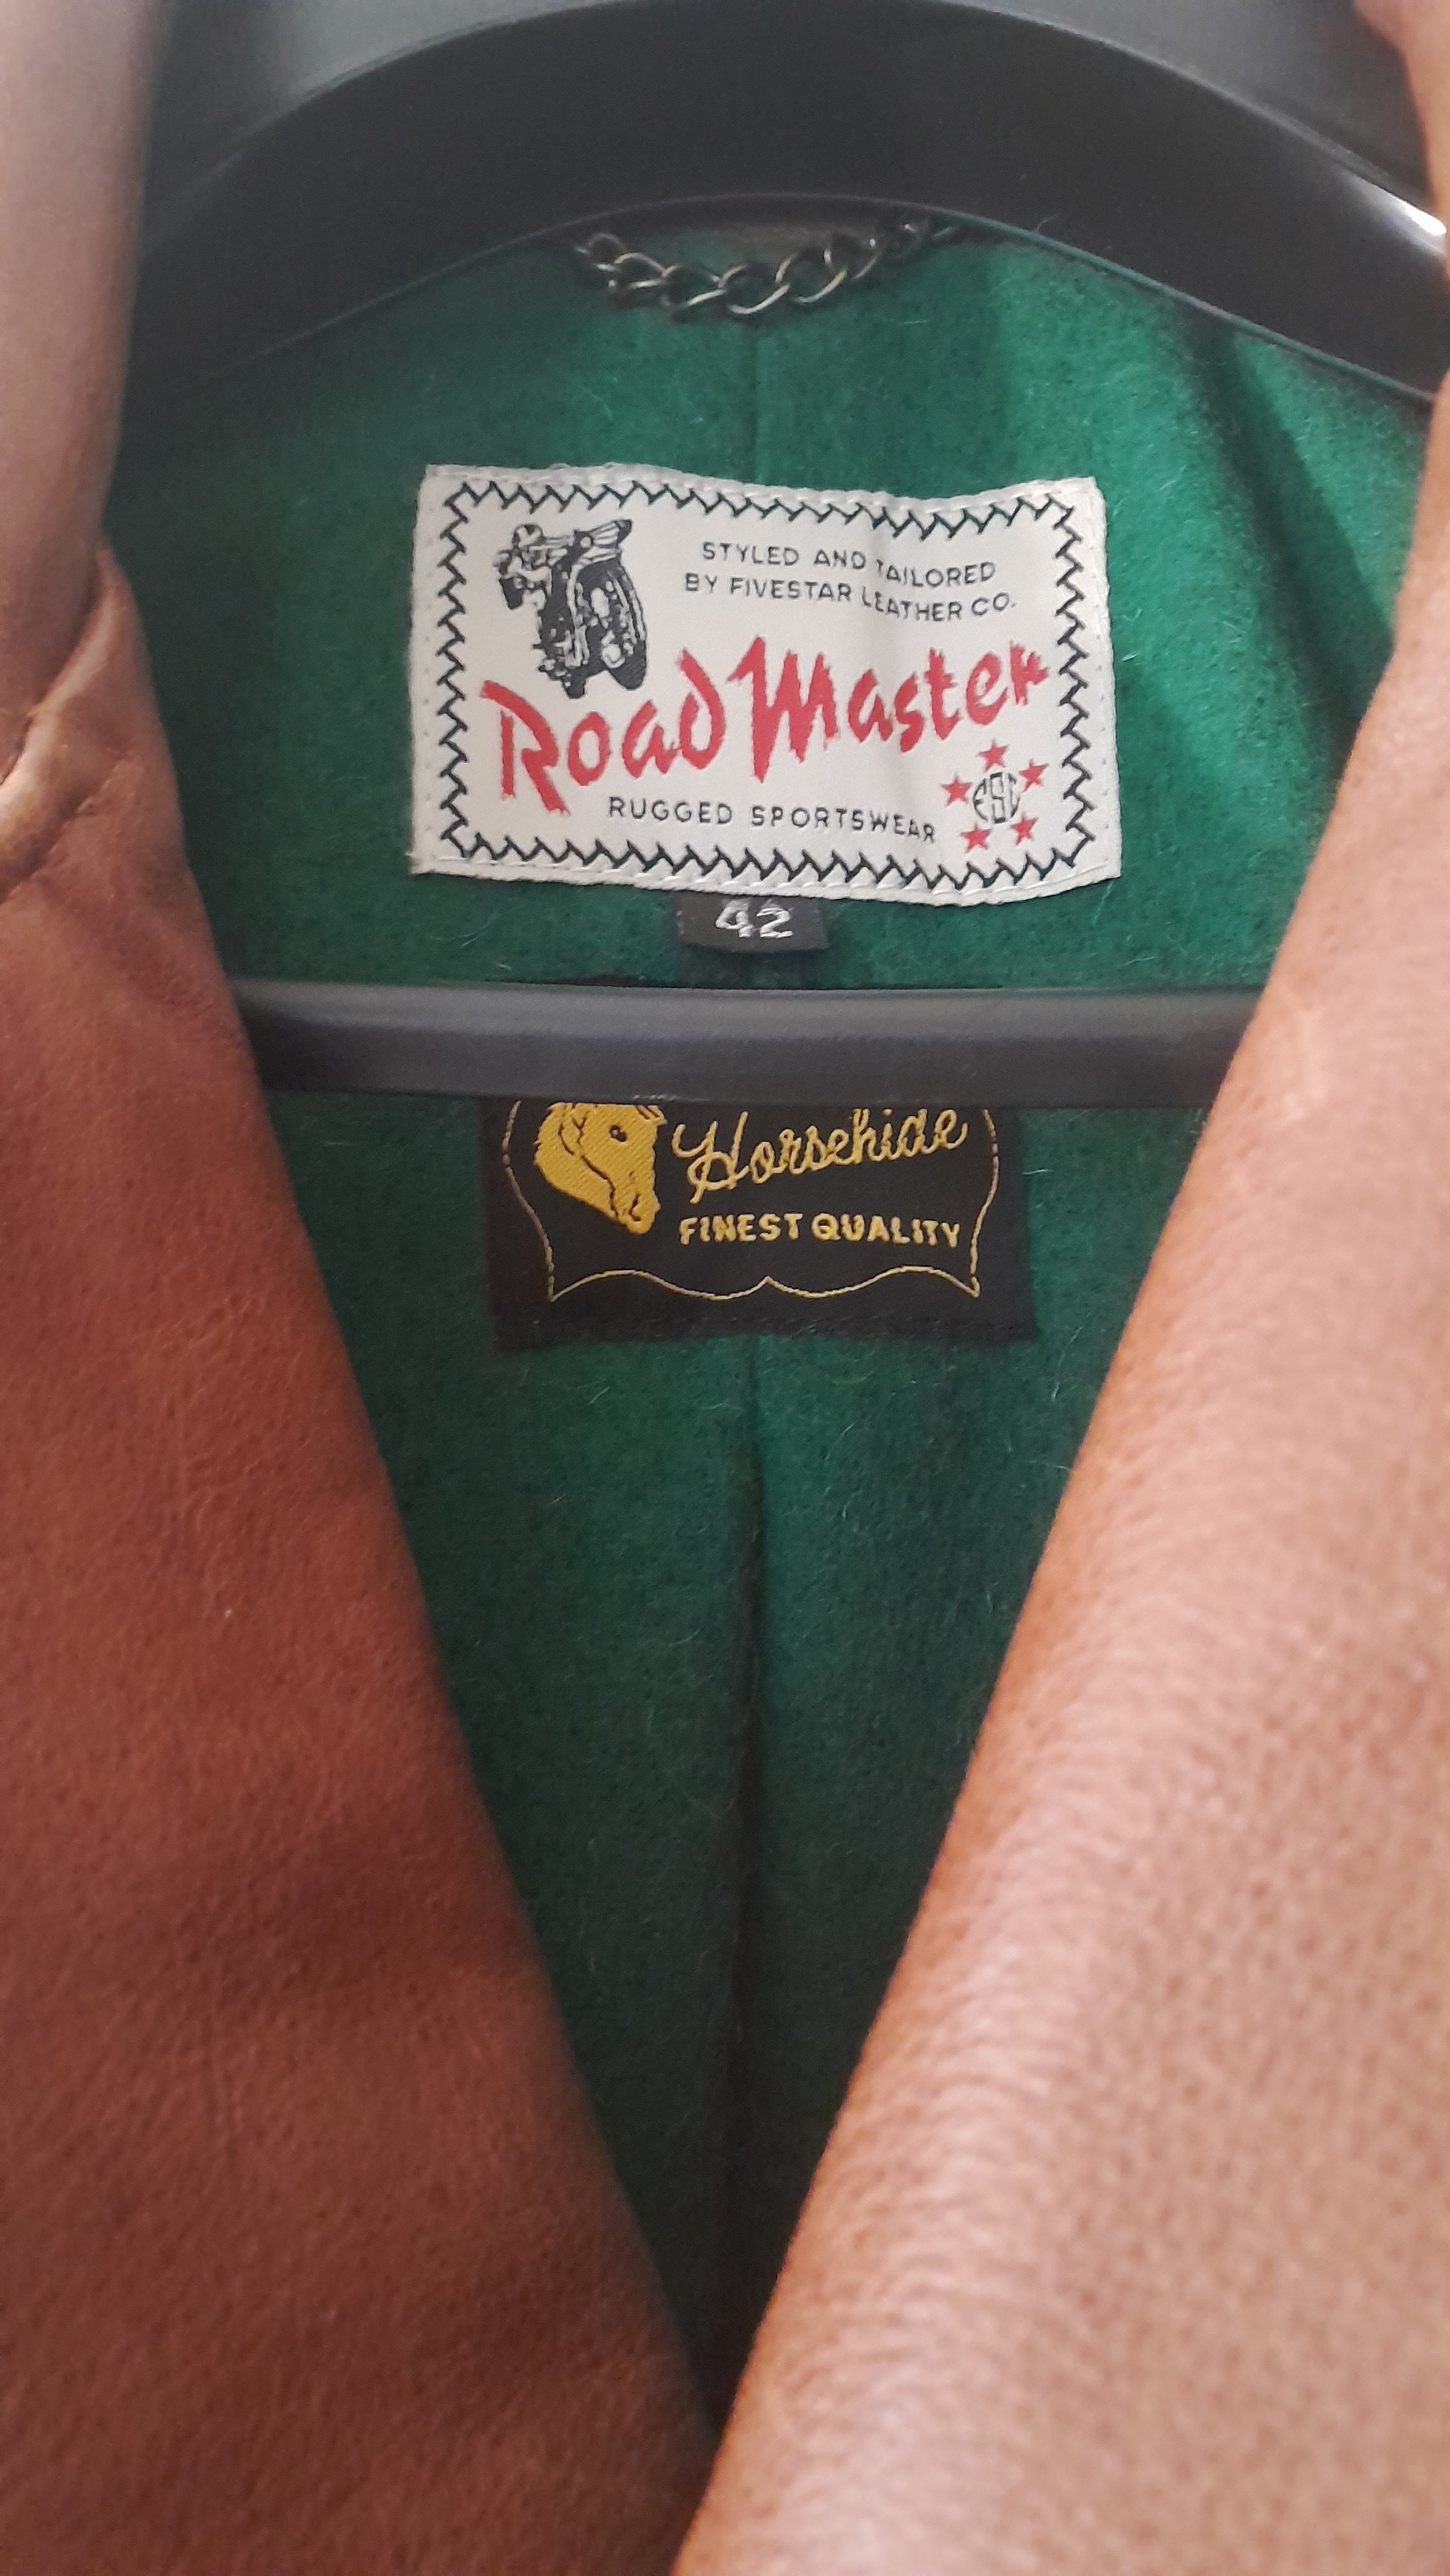 STYLED AND TAILORED
BY FIVESTAR LEATHER CO.
Road Master
RUGGED SPORTSWEAR
FSC
42
Horsehide
FINEST QUALITY